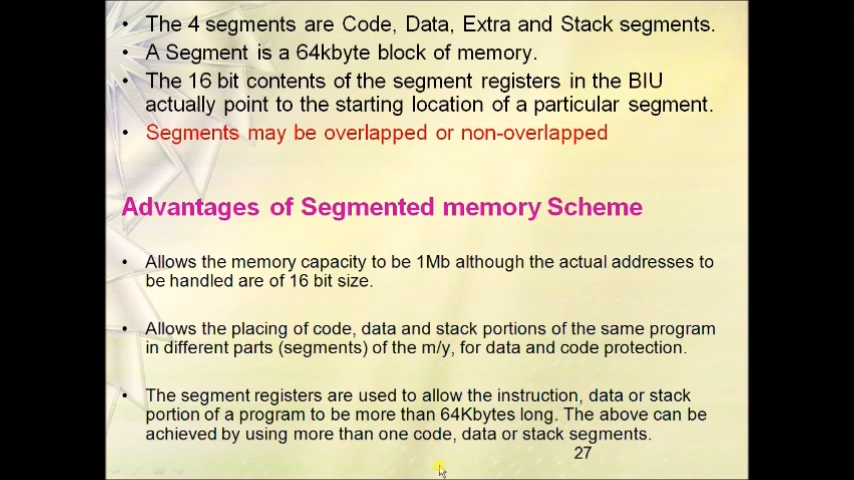 • The 4 segments are Code, Data, Extra and Stack segments.
• A Segment is a 64kbyte block of memory.
• The 16 bit contents of the segment registers in the BIU
actually point to the starting location of a particular segment.
• Segments may be overlapped or non-overlapped
Advantages of Segmented memory Scheme
• Allows the memory capacity to be 1Mb although the actual addresses to
be handled are of 16 bit size.
• Allows the placing of code, data and stack portions of the same program
in different parts (segments) of the m/y, for data and code protection.
• The segment registers are used to allow the instruction, data or stack
portion of a program to be more than 64Kbytes long. The above can be
achieved by using more than one code, data or stack segments.
27